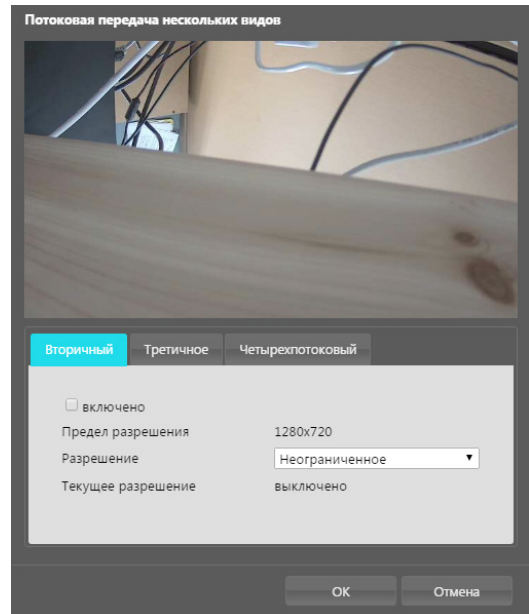 Потоковая передача нескольких видов
Вторичный Третичное Четырехпотоковый
включено
Предел разрешения 1280x720
Разрешение Неограниченное
Текущее разрешение выключено
OK Отмена